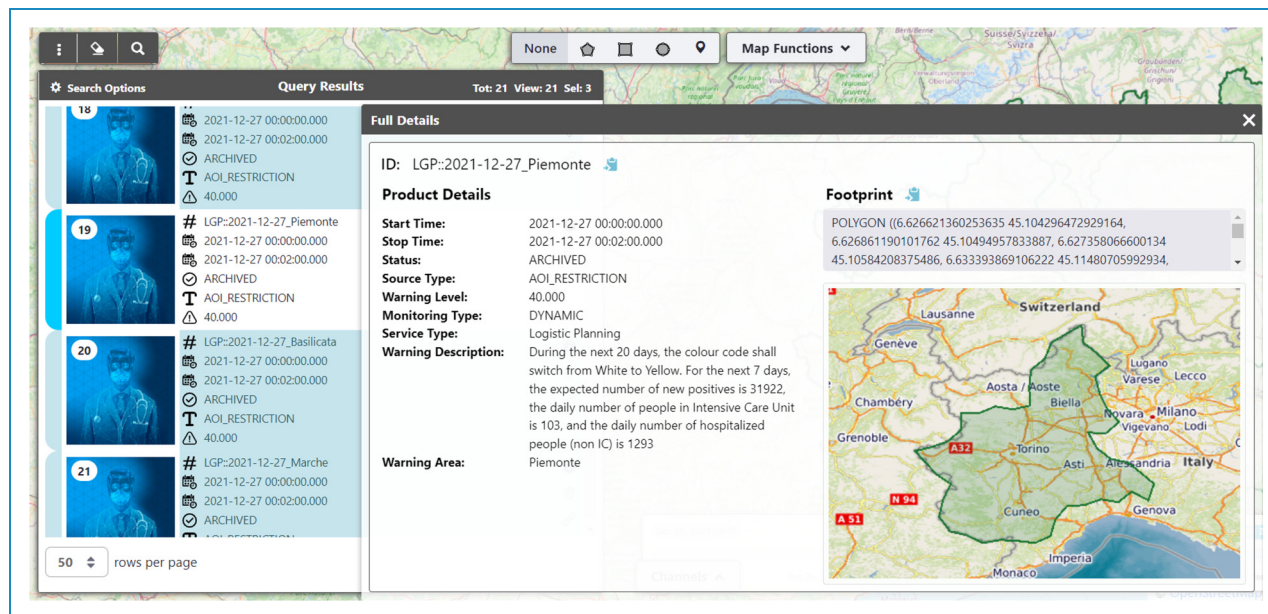 None
Map Functions
Suisse/Svizzera/
Svizra
Search Options
Query Results
Tot: 21 View: 21 Sel: 3
18
2021-12-27 00:00:00.000
2021-12-27 00:02:00.000
ARCHIVED
AOI_RESTRICTION
40.000
19
LGP::2021-12-27_Piemonte
2021-12-27 00:00:00.000
2021-12-27 00:02:00.000
ARCHIVED
AOI_RESTRICTION
40.000
20
LGP::2021-12-27_Basilicata
2021-12-27 00:00:00.000
2021-12-27 00:02:00.000
ARCHIVED
AOI_RESTRICTION
40.000
21
LGP::2021-12-27_Marche
2021-12-27 00:00:00.000
2021-12-27 00:02:00.000
ARCHIVED
50 rows per page
Full Details
ID: LGP::2021-12-27_Piemonte
Product Details
Start Time: 2021-12-27 00:00:00.000
Stop Time: 2021-12-27 00:02:00.000
Status: ARCHIVED
Source Type: AOI_RESTRICTION
Warning Level: 40.000
Monitoring Type: DYNAMIC
Service Type: Logistic Planning
Warning Description: During the next 20 days, the colour code shall
switch from White to Yellow. For the next 7 days,
the expected number of new positives is 31922,
the daily number of people in Intensive Care Unit
is 103, and the daily number of hospitalized
people (non IC) is 1293
Warning Area: Piemonte
Footprint
POLYGON ((6.626621360253635 45.104296472929164,
6.626861190101762 45.10494957833887, 6.627358066600134
45.10584208375486, 6.633393869106222 45.11480705992934,
Switzerland
Lausanne
Genève
Lugano
Aosta / Aoste
Varese Lecco
Chambéry
Biella
Novara Milano
Vigevano Lodi
Grenoble
A32
Torino
Asti
Alessandria Italy
N 94
A 51
Cuneo
Genova
Imperia
Monaco
Channels
© OpenStreetMap